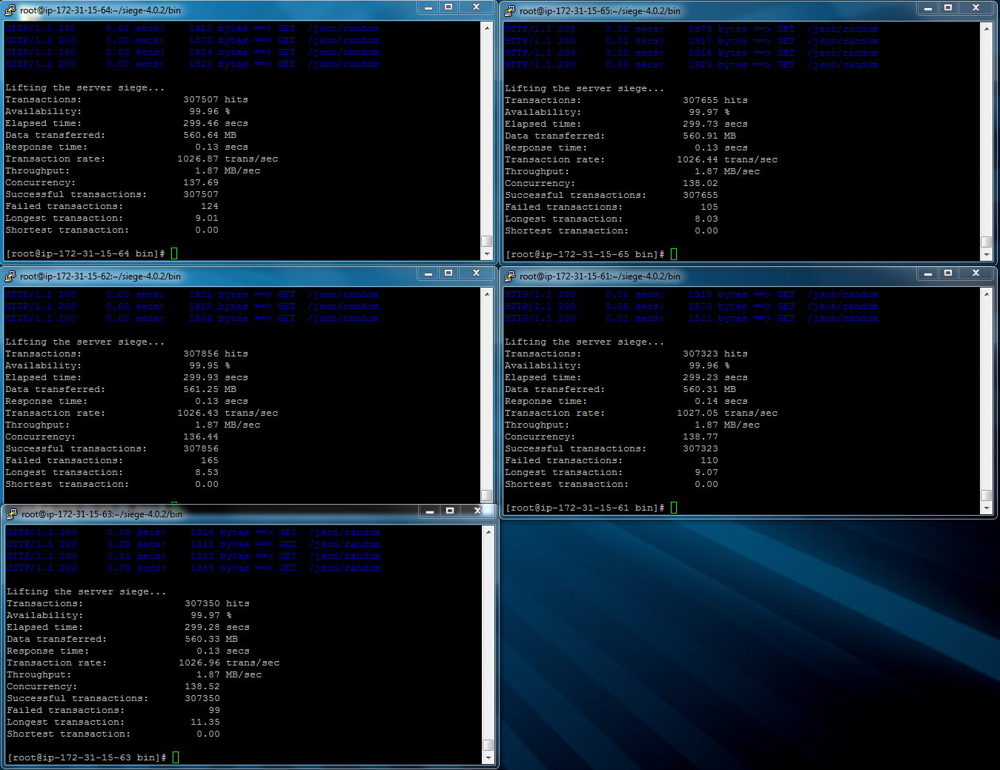 root@ip-172-31-15-64:~/siege-4.0.2/bin
HTTP/1.1 200 0.01 secs: 1920 bytes ==> GET /json/random
HTTP/1.1 200 0.00 secs: 1870 bytes ==> GET /json/random
HTTP/1.1 200 2.00 secs: 1924 bytes ==> GET /json/random
HTTP/1.1 200 0.00 secs: 1920 bytes ==> GET /json/random
Lifting the server siege...
Transactions: 307507 hits
Availability: 99.96 %
Elapsed time: 299.46 secs
Data transferred: 560.64 MB
Response time: 0.13 secs
Transaction rate: 1026.87 trans/sec
Throughput: 1.87 MB/sec
Concurrency: 137.69
Successful transactions: 307507
Failed transactions: 124
Longest transaction: 9.01
Shortest transaction: 0.00
[root@ip-172-31-15-64 bin]#
root@ip-172-31-15-65:~/siege-4.0.2/bin
HTTP/1.1 200 0.00 secs: 1870 bytes ==> GET /json/random
HTTP/1.1 200 0.01 secs: 1917 bytes ==> GET /json/random
HTTP/1.1 200 0.00 secs: 1916 bytes ==> GET /json/random
HTTP/1.1 200 0.00 secs: 1923 bytes ==> GET /json/random
Lifting the server siege...
Transactions: 307655 hits
Availability: 99.97 %
Elapsed time: 299.73 secs
Data transferred: 560.91 MB
Response time: 0.13 secs
Transaction rate: 1026.44 trans/sec
Throughput: 1.87 MB/sec
Concurrency: 138.02
Successful transactions: 307655
Failed transactions: 105
Longest transaction: 8.03
Shortest transaction: 0.00
[root@ip-172-31-15-65 bin]#
root@ip-172-31-15-62:~/siege-4.0.2/bin
HTTP/1.1 200 0.00 secs: 1921 bytes ==> GET /json/random
HTTP/1.1 200 0.00 secs: 1910 bytes ==> GET /json/random
HTTP/1.1 200 0.00 secs: 1904 bytes ==> GET /json/random
Lifting the server siege...
Transactions: 307856 hits
Availability: 99.95 %
Elapsed time: 299.93 secs
Data transferred: 561.25 MB
Response time: 0.13 secs
Transaction rate: 1026.43 trans/sec
Throughput: 1.87 MB/sec
Concurrency: 136.44
Successful transactions: 307856
Failed transactions: 165
Longest transaction: 8.53
Shortest transaction: 0.00
root@ip-172-31-15-61:~/siege-4.0.2/bin
HTTP/1.1 200 0.00 secs: 1918 bytes ==> GET /json/random
HTTP/1.1 200 0.00 secs: 1870 bytes ==> GET /json/random
HTTP/1.1 200 0.01 secs: 1921 bytes ==> GET /json/random
Lifting the server siege...
Transactions: 307323 hits
Availability: 99.96 %
Elapsed time: 299.23 secs
Data transferred: 560.31 MB
Response time: 0.14 secs
Transaction rate: 1027.05 trans/sec
Throughput: 1.87 MB/sec
Concurrency: 138.77
Successful transactions: 307323
Failed transactions: 110
Longest transaction: 9.07
Shortest transaction: 0.00
[root@ip-172-31-15-61 bin]#
root@ip-172-31-15-63:~/siege-4.0.2/bin
HTTP/1.1 200 0.00 secs: 1916 bytes ==> GET /json/random
HTTP/1.1 200 0.00 secs: 1910 bytes ==> GET /json/random
HTTP/1.1 200 0.01 secs: 1923 bytes ==> GET /json/random
HTTP/1.1 200 0.00 secs: 1869 bytes ==> GET /json/random
Lifting the server siege...
Transactions: 307350 hits
Availability: 99.97 %
Elapsed time: 299.28 secs
Data transferred: 560.33 MB
Response time: 0.13 secs
Transaction rate: 1026.96 trans/sec
Throughput: 1.87 MB/sec
Concurrency: 138.52
Successful transactions: 307350
Failed transactions: 99
Longest transaction: 11.35
Shortest transaction: 0.00
[root@ip-172-31-15-63 bin]#